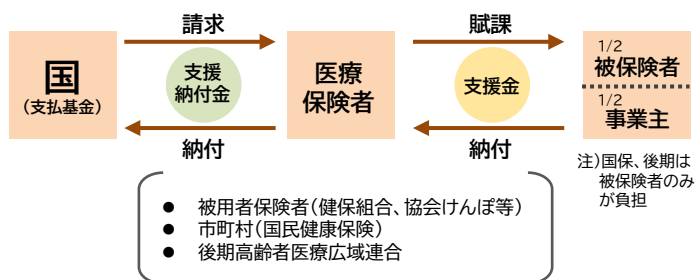 請求
賦課
国
(支払基金)
支援
納付金
医療
保険者
支援金
1/2
被保険者
1/2
事業主
納付
納付
注)国保、後期は
被保険者のみ
が負担
● 被用者保険者(健保組合、協会けんぽ等)
● 市町村(国民健康保険)
● 後期高齢者医療広域連合